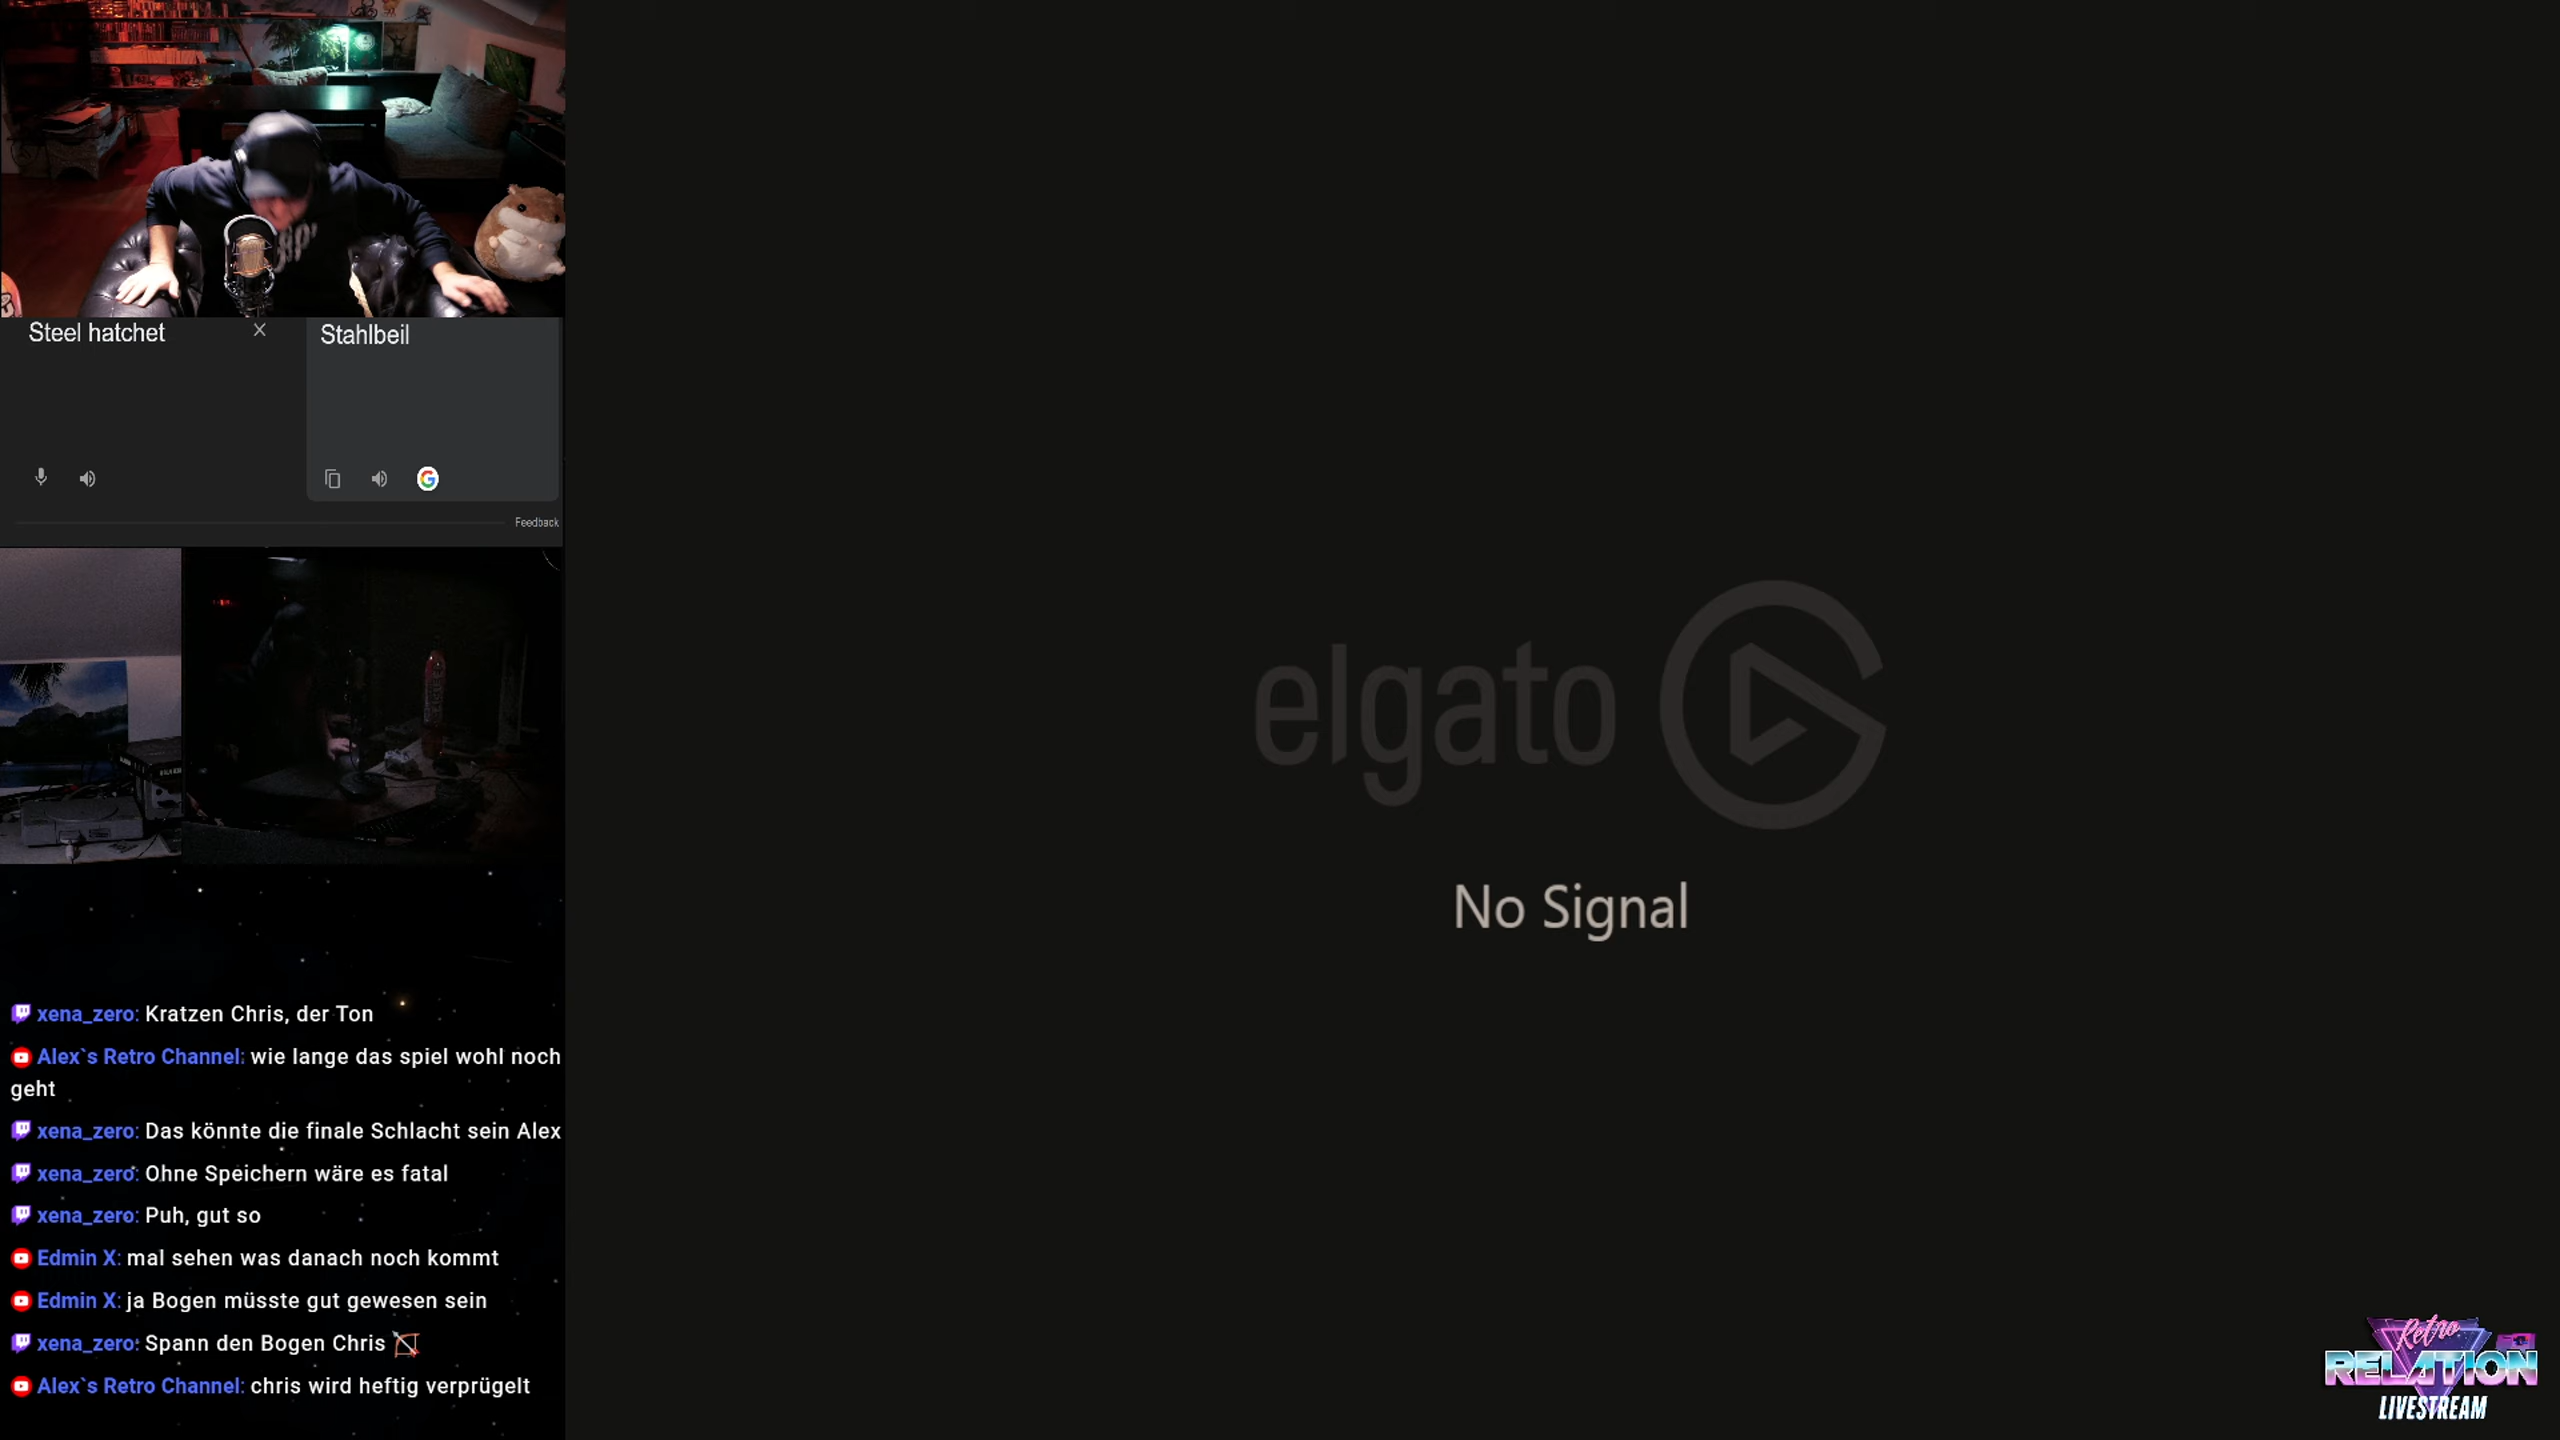 Steel hatchet
Stahlbeil
Feedback
elgato
No Signal
xena_zero: Kratzen Chris, der Ton
Alex`s Retro Channel: wie lange das spiel wohl noch
geht
xena_zero: Das könnte die finale Schlacht sein Alex
xena_zero: Ohne Speichern wäre es fatal
xena_zero: Puh, gut so
Edmin X: mal sehen was danach noch kommt
Edmin X: ja Bogen müsste gut gewesen sein
xena_zero: Spann den Bogen Chris
Alex`s Retro Channel: chris wird heftig verprügelt
Retro
RELATION
LIVESTREAM